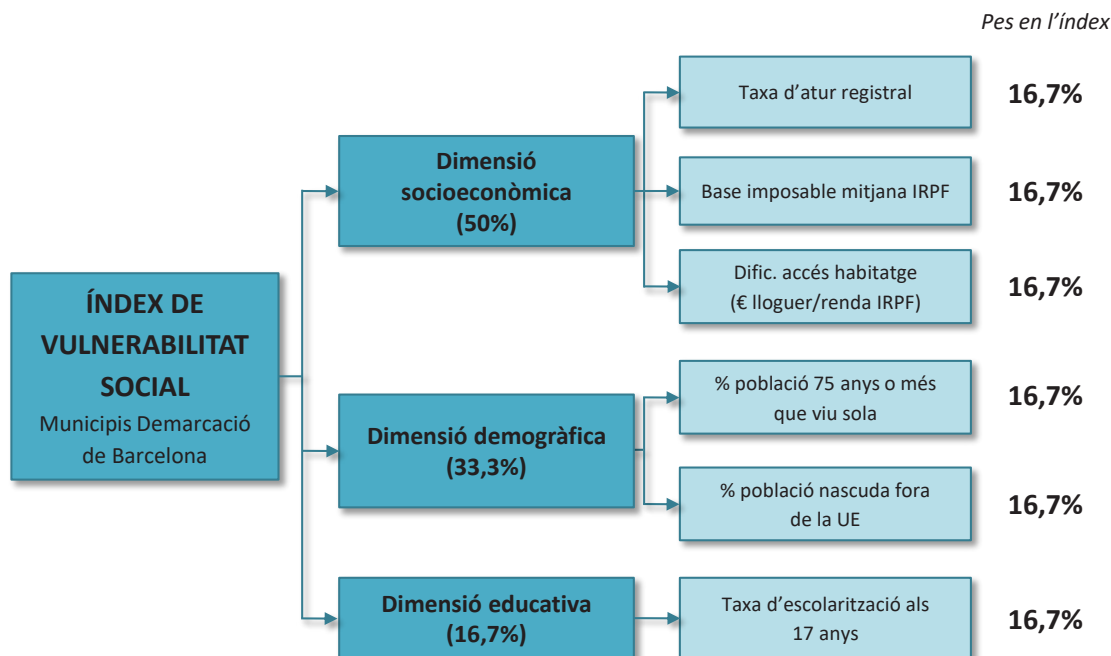 Pes en l’índex
Taxa d’atur registral
16,7%
Dimensió
socioeconòmica
(50%)
Base imposable mitjana IRPF
16,7%
Dific. accés habitatge
(€ lloguer/renda IRPF)
16,7%
ÍNDEX DE
VULNERABILITAT
SOCIAL
Municipis Demarcació
de Barcelona
Dimensió demogràfica
(33,3%)
% població 75 anys o més
que viu sola
16,7%
% població nascuda fora
de la UE
16,7%
Dimensió educativa
(16,7%)
Taxa d’escolarització als
17 anys
16,7%